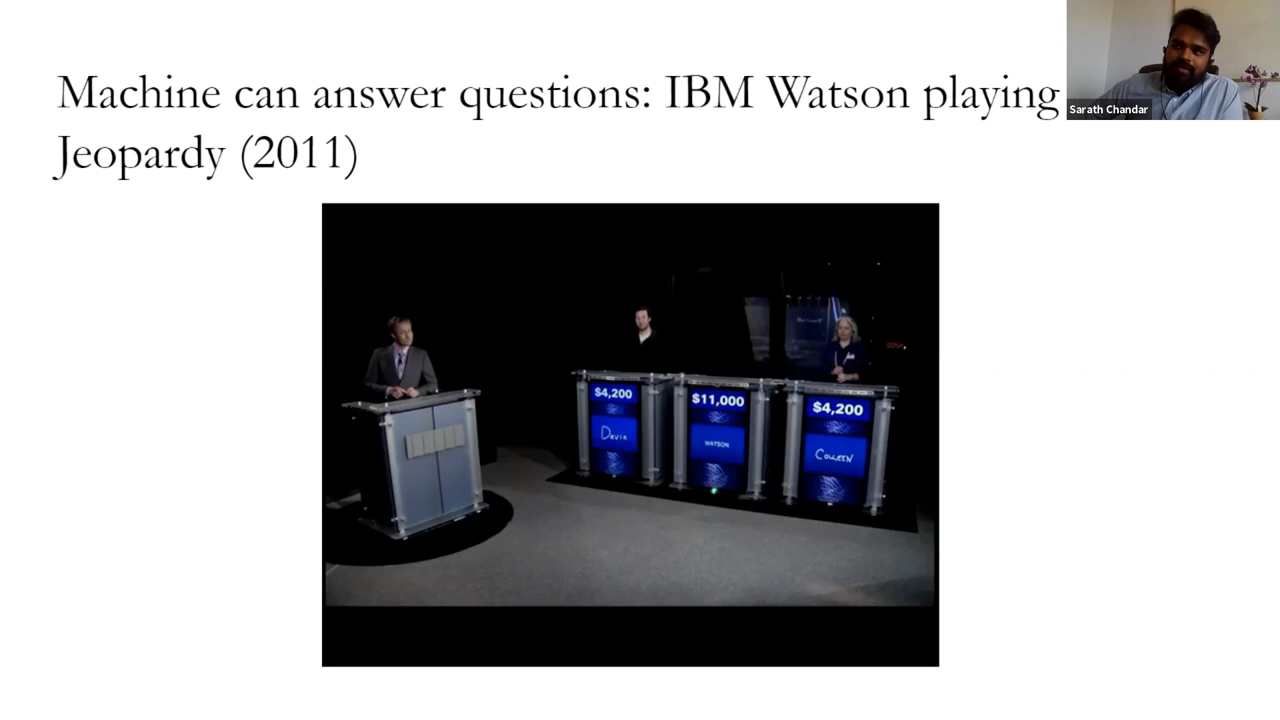 Machine can answer questions: IBM Watson playing
Jeopardy (2011)
Sarath Chandar
$4,200
$11,000
$4,200
WATSON
COLLEEN